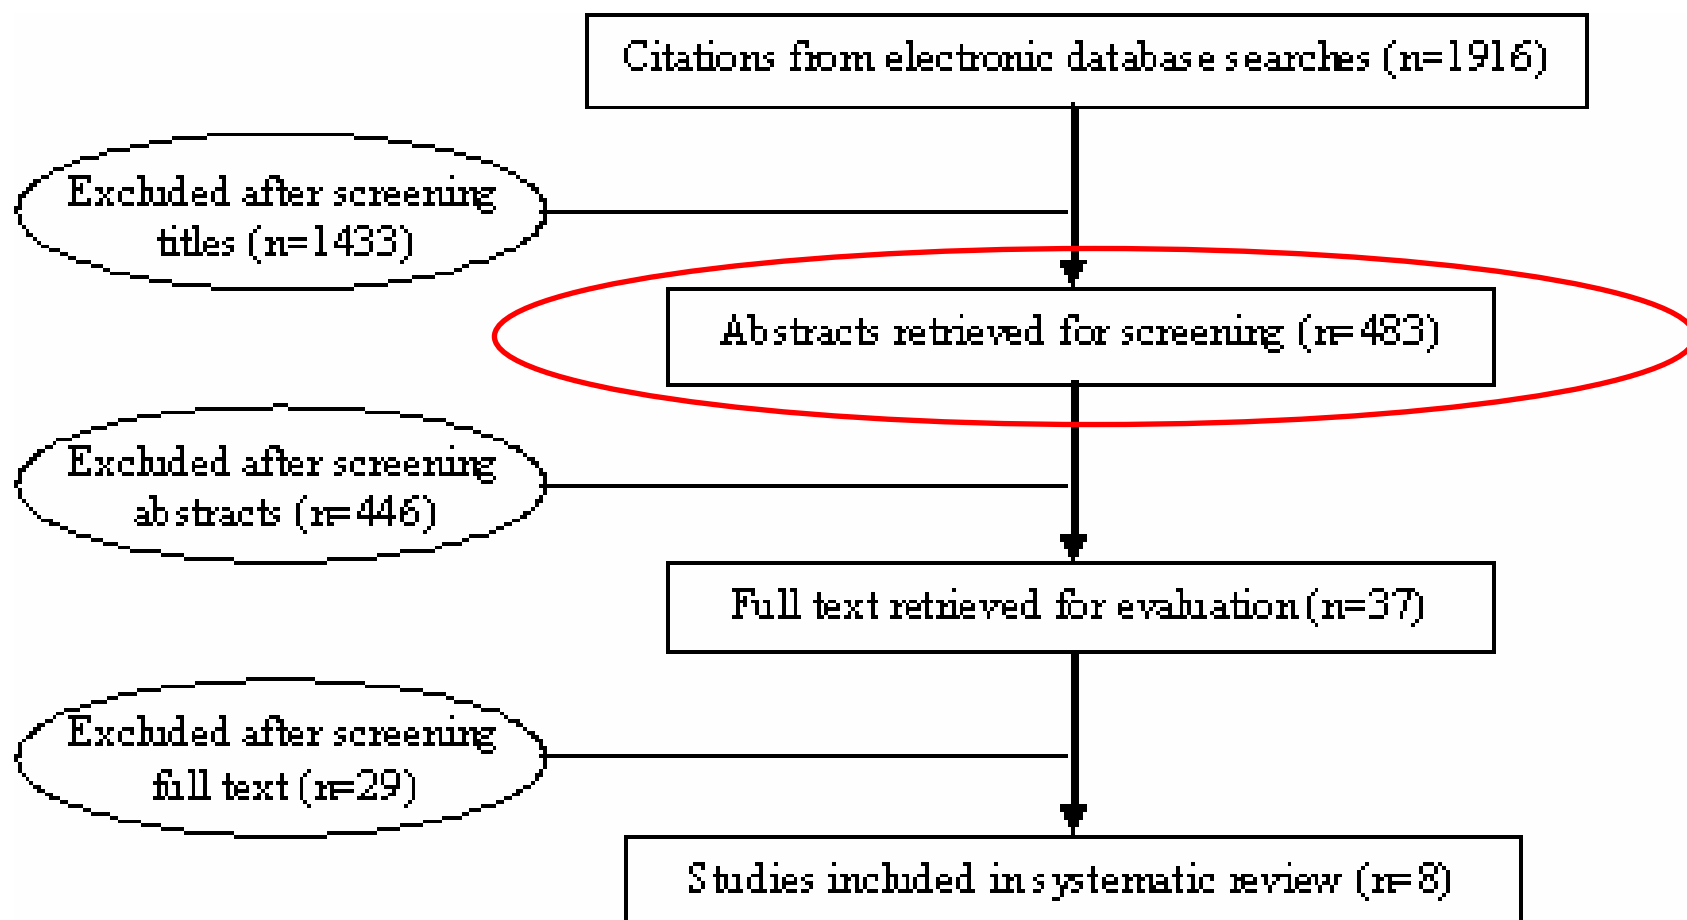 Citations from electronic database searches (n=1916)
Excluded after screening
titles (n=1433)
Abstracts retrieved for screening (n=483)
Excluded after screening
abstracts (n=446)
Full text retrieved for evaluation (n=37)
Excluded after screening
full text (n=29)
Studies included in systematic review (n=8)